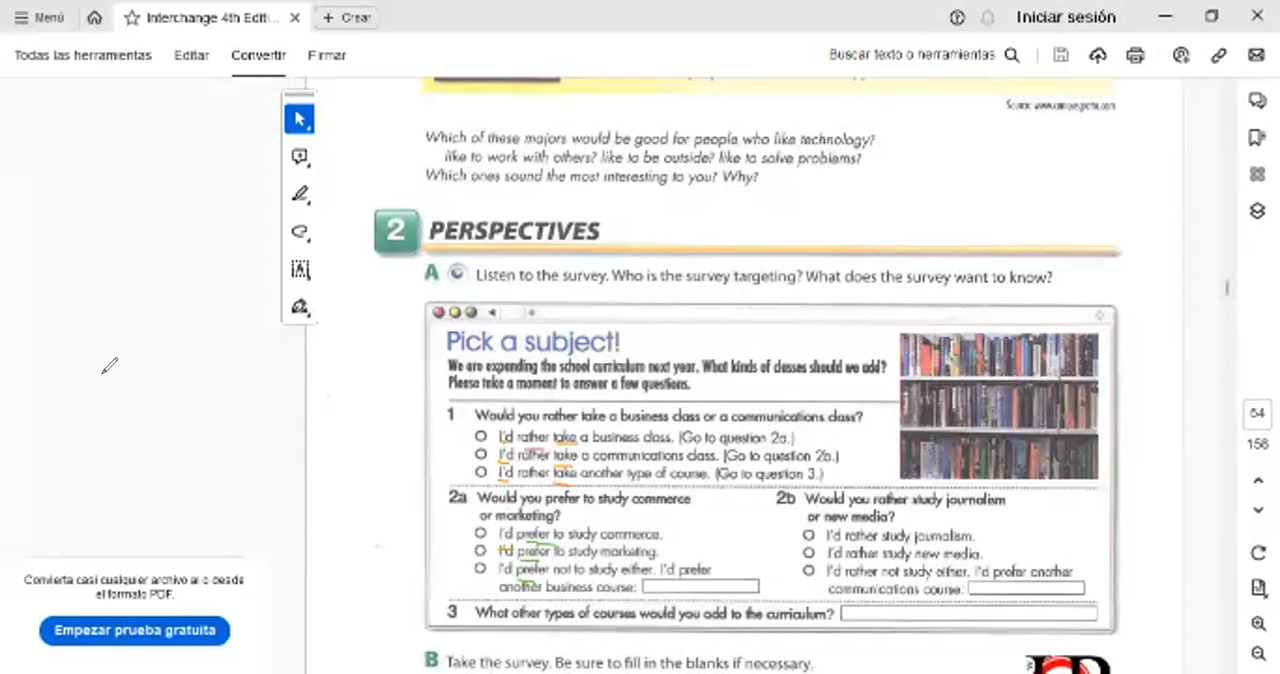 Menú
Interchange 4th Editi...
Crear
Iniciar sesión
Todas las herramientas
Editar
Convertir
Firmar
Buscar texto o herramientas
Which of these majors would be good for people who like technology?
like to work with others? like to be outside? like to solve problems?
Which ones sound the most interesting to you? Why?
2 PERSPECTIVES
A Listen to the survey. Who is the survey targeting? What does the survey want to know?
Pick a subject!
We are expanding the school curriculum next year. What kinds of classes should we add?
Please take a moment to answer a few questions.
1 Would you rather take a business class or a communications class?
I'd rather take a business class. (Go to question 2a.)
I'd rather take a communications class. (Go to question 2b.)
I'd rather take another type of course. (Go to question 3.)
2a Would you prefer to study commerce
or marketing?
I'd prefer to study commerce.
I'd prefer to study marketing.
I'd prefer not to study either. I'd prefer
another business course:
2b Would you rather study journalism
or new media?
I'd rather study journalism.
I'd rather study new media.
I'd rather not study either. I'd prefer another
communications course:
3 What other types of courses would you add to the curriculum?
B Take the survey. Be sure to fill in the blanks if necessary.
Convierta casi cualquier archivo a o desde
el formato PDF.
Empezar prueba gratuita
64
158